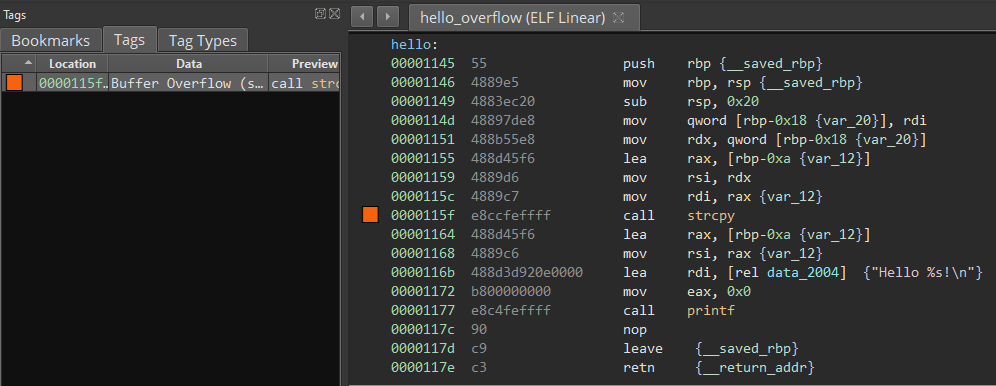 Tags
Bookmarks Tags Tag Types
Location Data Preview
0000115f… Buffer Overflow (s… call strc
hello_overflow (ELF Linear)
hello:
00001145 55 push rbp {__saved_rbp}
00001146 4889e5 mov rbp, rsp {__saved_rbp}
00001149 4883ec20 sub rsp, 0x20
0000114d 48897de8 mov qword [rbp-0x18 {var_20}], rdi
00001151 488b55e8 mov rdx, qword [rbp-0x18 {var_20}]
00001155 488d45f6 lea rax, [rbp-0xa {var_12}]
00001159 4889d6 mov rsi, rdx
0000115c 4889c7 mov rdi, rax {var_12}
0000115f e8ccfeffff call strcpy
00001164 488d45f6 lea rax, [rbp-0xa {var_12}]
00001168 4889c6 mov rsi, rax {var_12}
0000116b 488d3d920e0000 lea rdi, [rel data_2004] {"Hello %s!\n"}
00001172 b800000000 mov eax, 0x0
00001177 e8c4feffff call printf
0000117c 90 nop
0000117d c9 leave {__saved_rbp}
0000117e c3 retn {__return_addr}